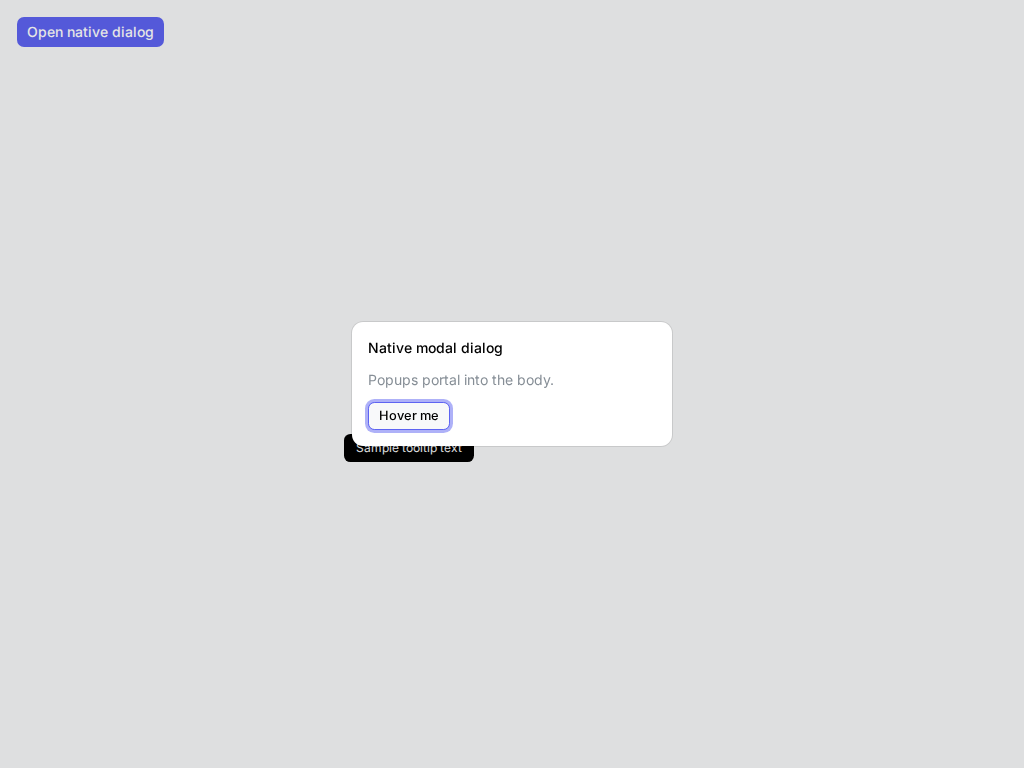 Open native dialog
Native modal dialog
Popups portal into the body.
Hover me
Sample tooltip text